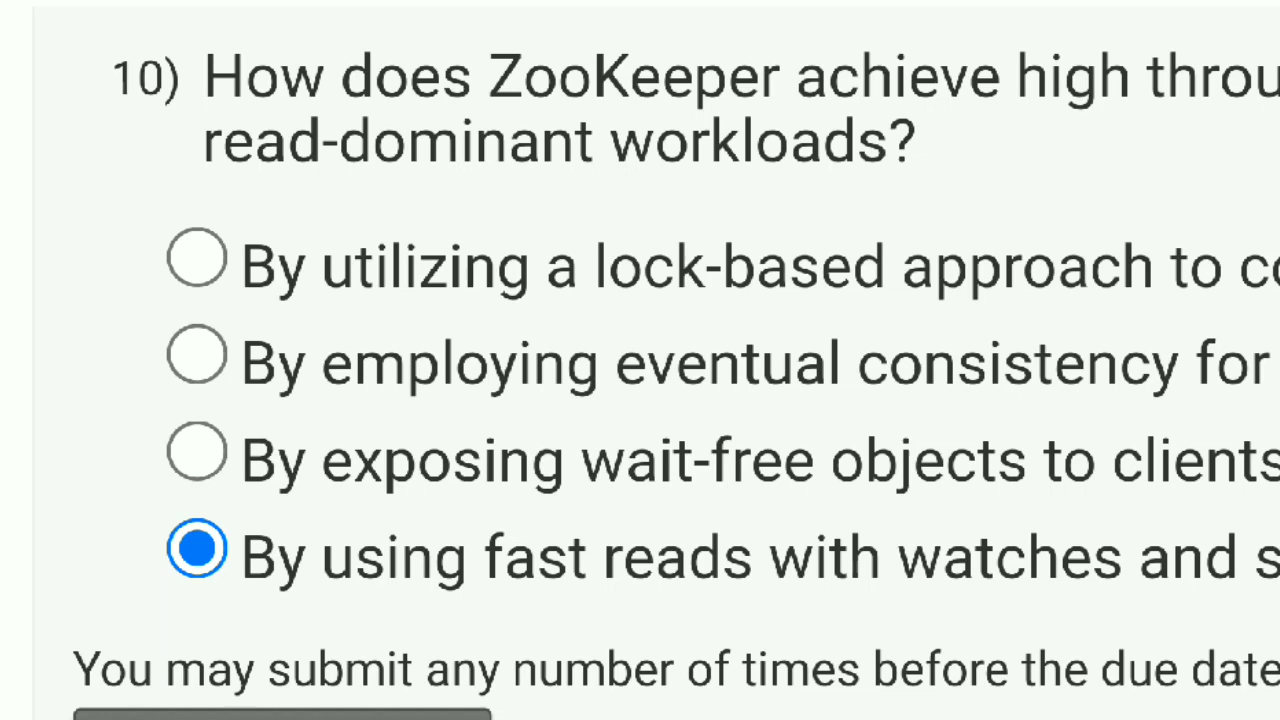 10) How does ZooKeeper achieve high
read-dominant workloads?
By utilizing a lock-based approach to
By employing eventual consistency for
By exposing wait-free objects to clients
By using fast reads with watches and
You may submit any number of times before the due date